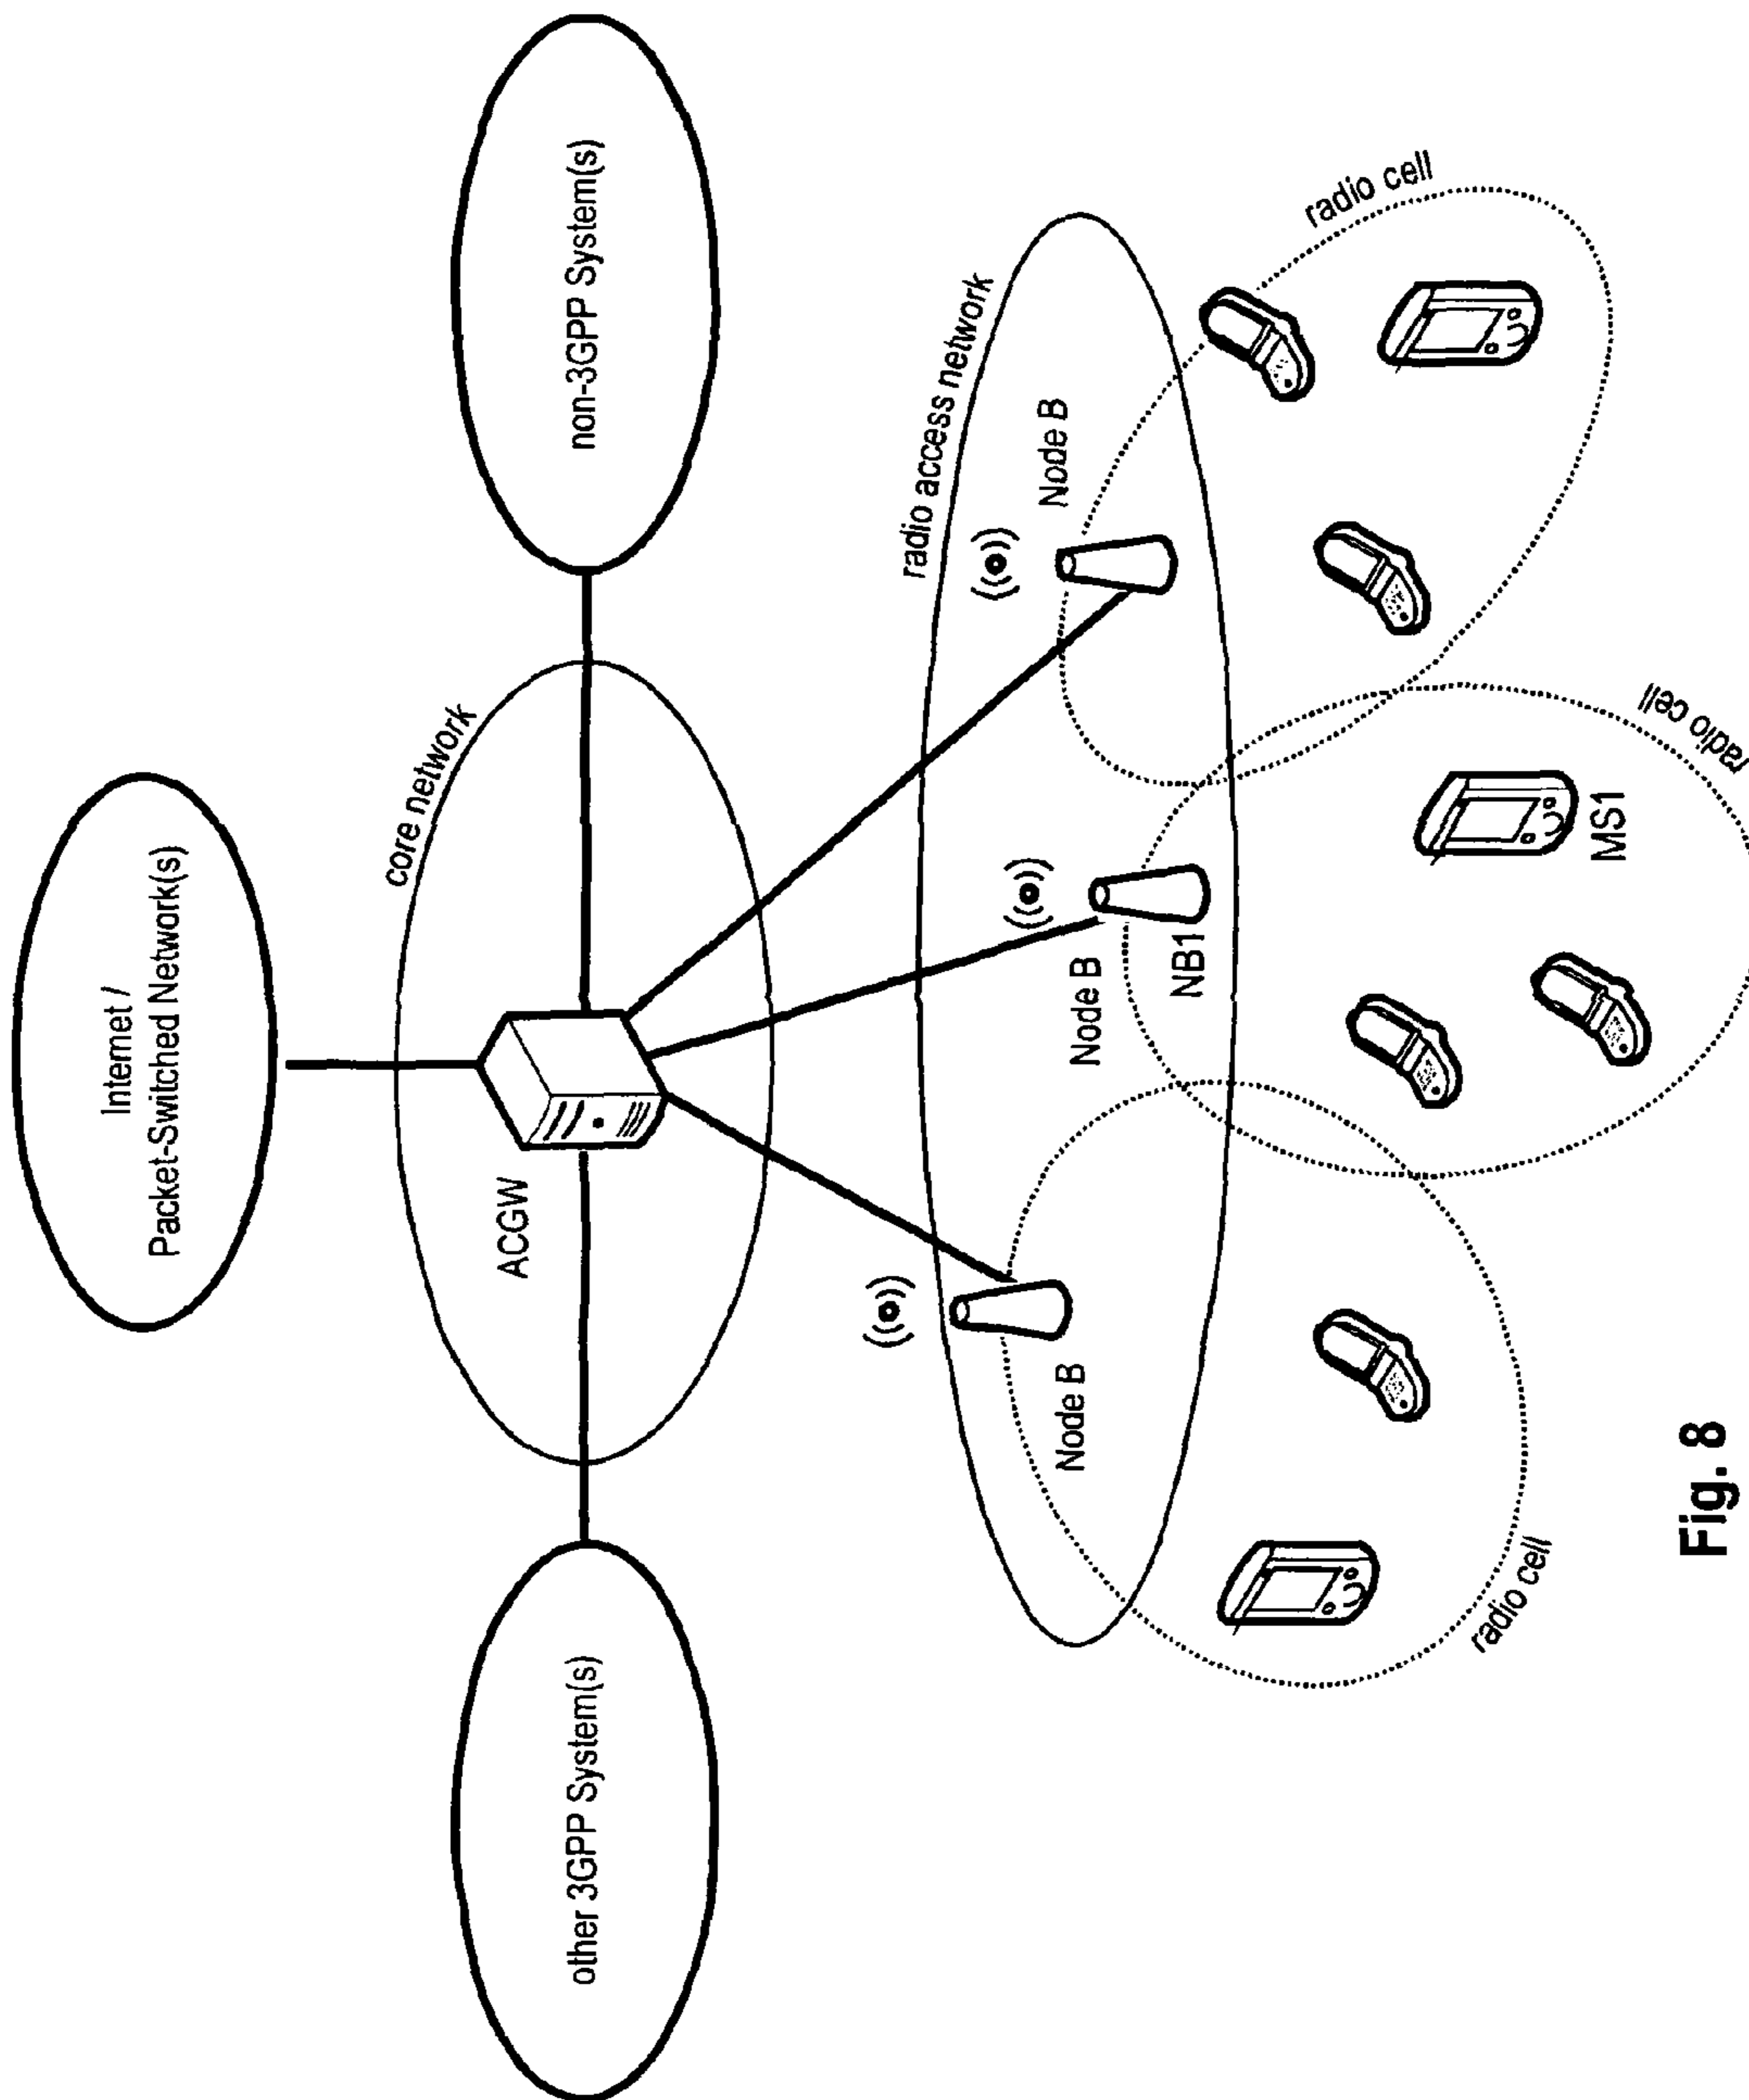 Internet /
Packet-Switched Network(s)
other 3GPP System(s)
ACGW
core network
non-3GPP System(s)
radio access network
Node B
Node B
NB1
Node B
radio cell
MS1
radio cell
radio cell
Fig. 8